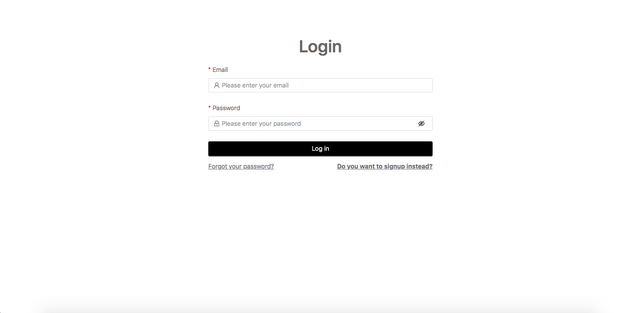 Login
* Email
Please enter your email
* Password
Please enter your password
Log in
Forgot your password?
Do you want to signup instead?